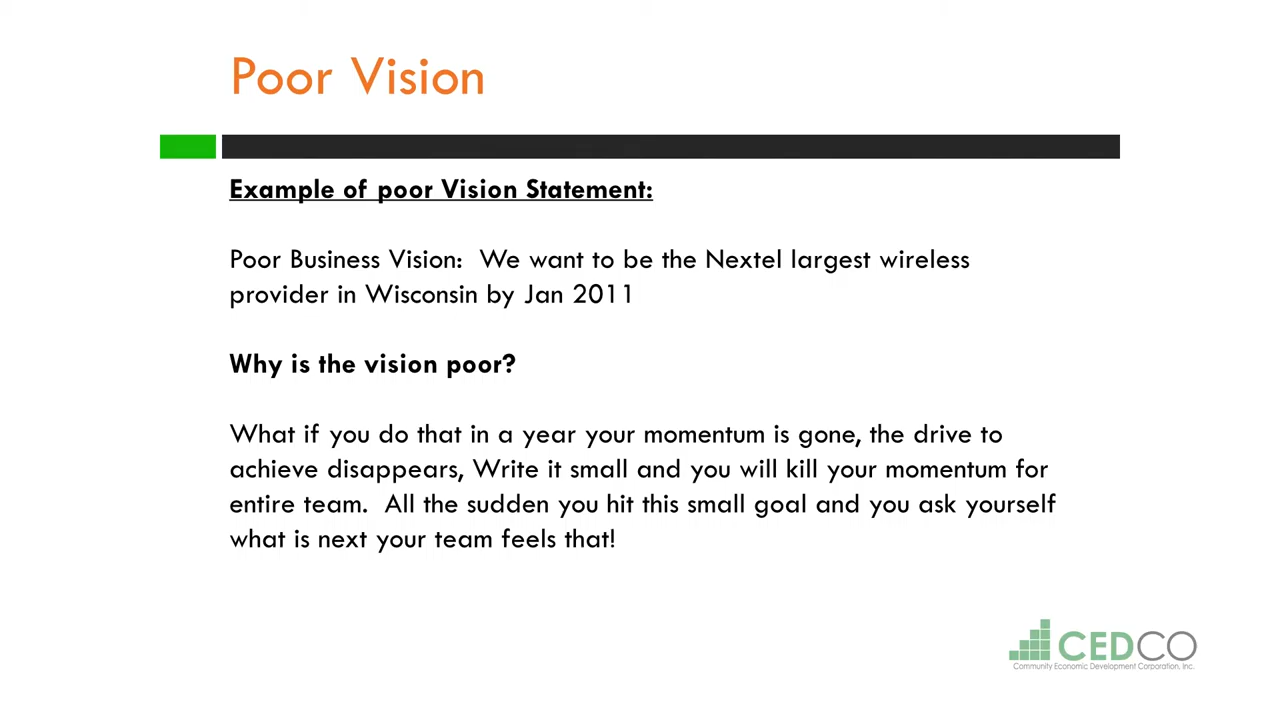 Poor Vision
Example of poor Vision Statement:
Poor Business Vision:  We want to be the Nextel largest wireless
provider in Wisconsin by Jan 2011
Why is the vision poor?
What if you do that in a year your momentum is gone, the drive to
achieve disappears, Write it small and you will kill your momentum for
entire team.  All the sudden you hit this small goal and you ask yourself
what is next your team feels that!
CEDCO
Community Economic Development Corporation, Inc.